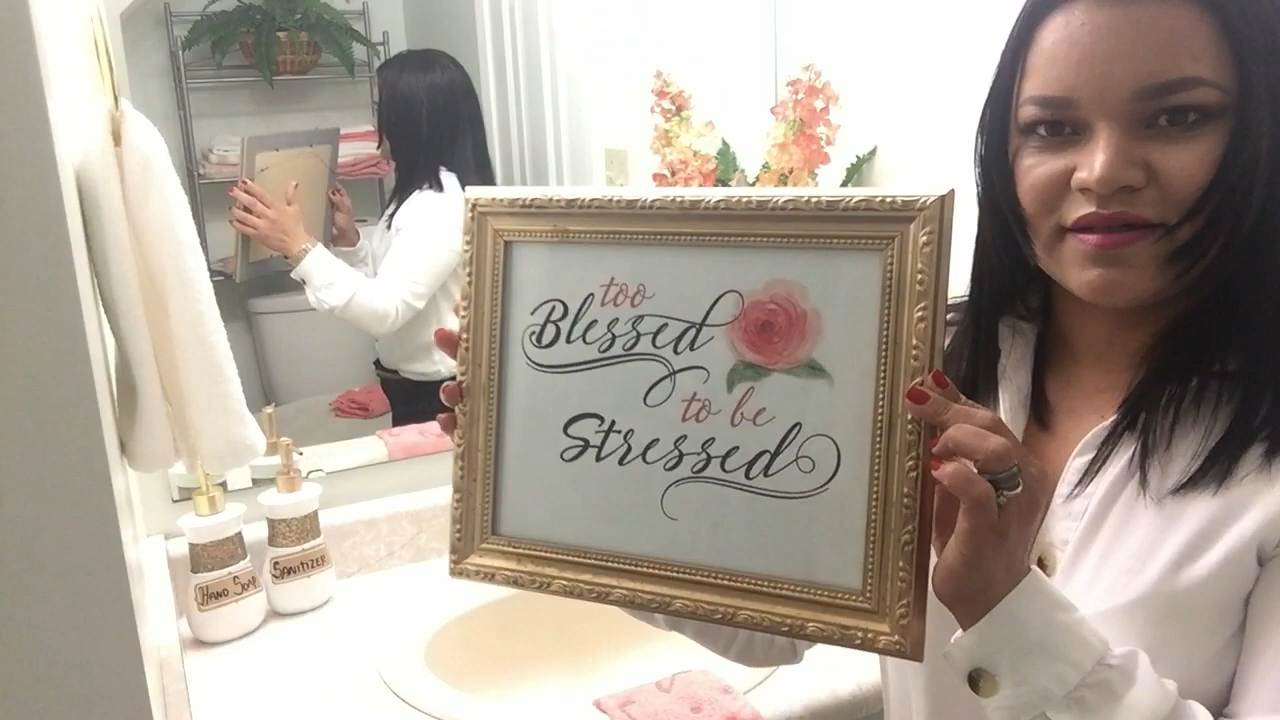 too
Blessed
to be
Stressed
HAND SOAP
SANITIZER